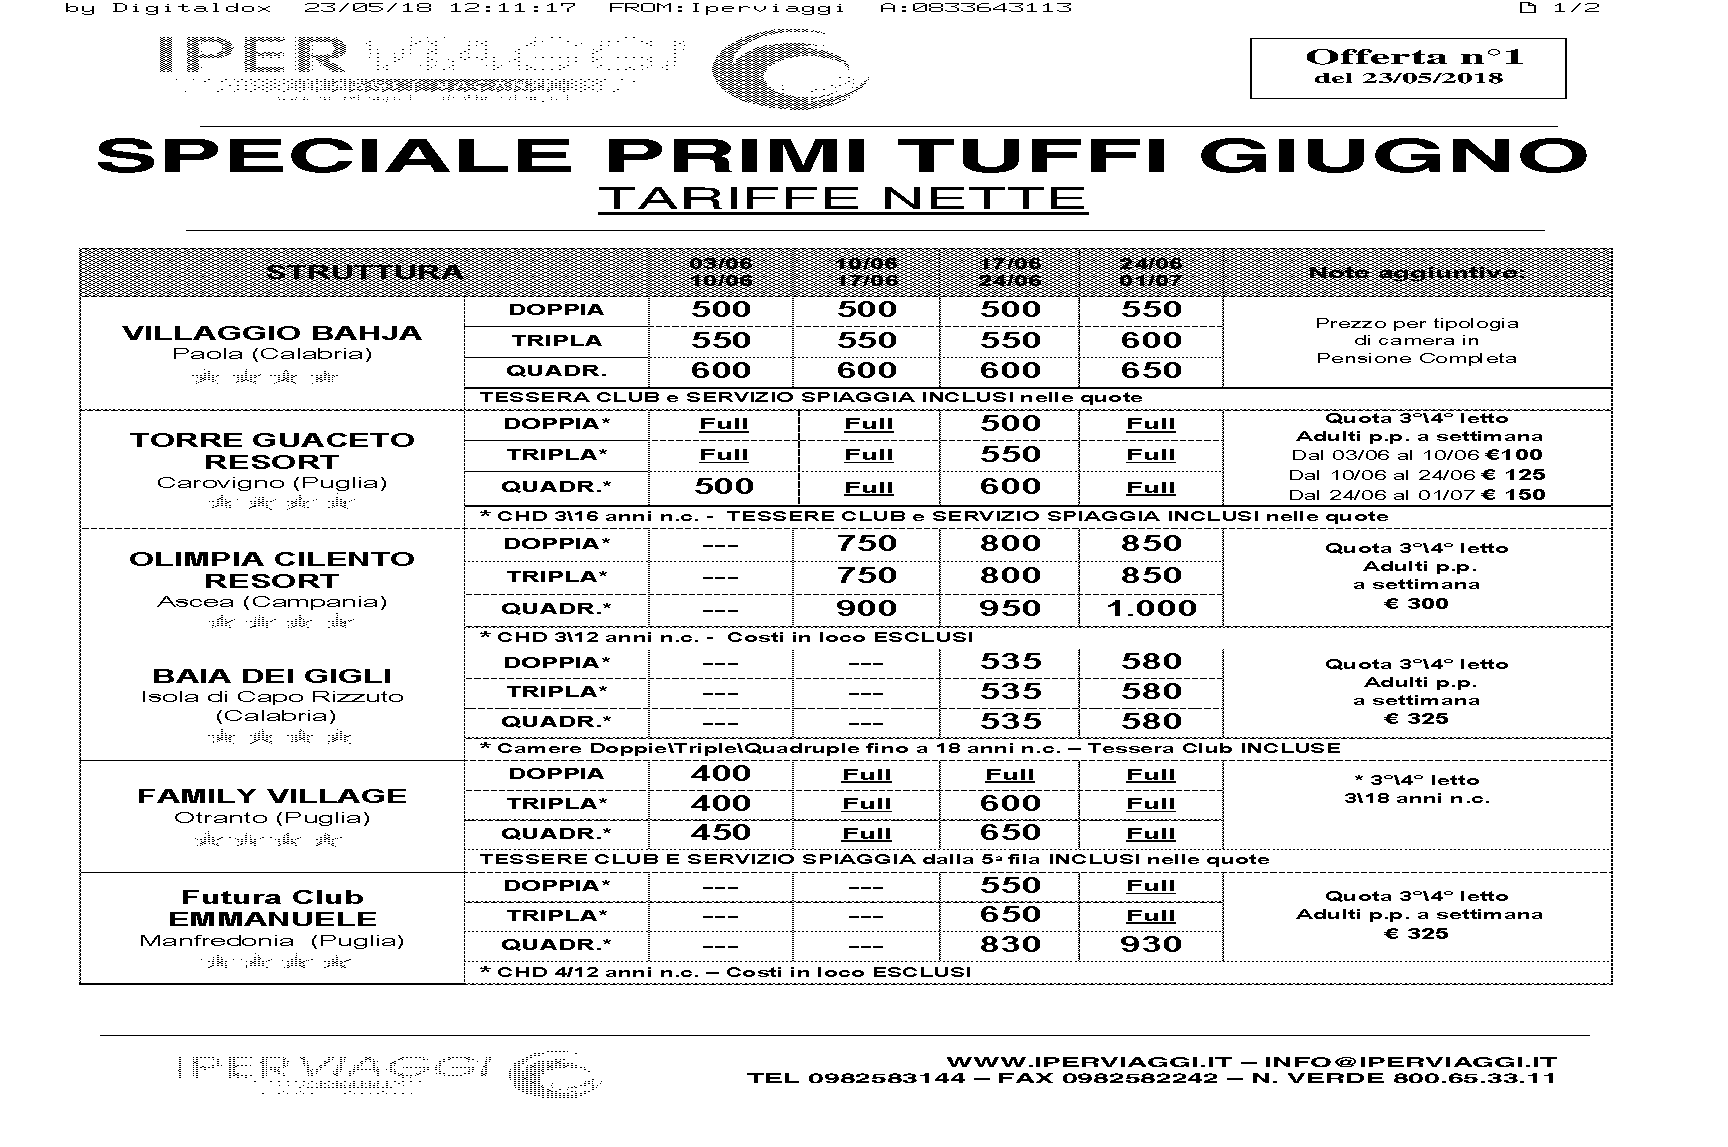 by Digitaldox 23/05/18 12:11:17 FROM:Iperviaggi A:0833643113 1/2
IPERVIAGGI
Offerta n°1
del 23/05/2018
SPECIALE PRIMI TUFFI GIUGNO
TARIFFE NETTE
STRUTTURA 03/06 10/06 10/06 17/06 17/06 24/06 24/06 01/07 Note aggiuntive:
VILLAGGIO BAHJA
Paola (Calabria)
DOPPIA 500 500 500 550
TRIPLA 550 550 550 600
QUADR. 600 600 600 650
Prezzo per tipologia
di camera in
Pensione Completa
TESSERA CLUB e SERVIZIO SPIAGGIA INCLUSI nelle quote
TORRE GUACETO
RESORT
Carovigno (Puglia)
DOPPIA* Full Full 500 Full
TRIPLA* Full Full 550 Full
QUADR.* 500 Full 600 Full
Quota 3°\4° letto
Adulti p.p. a settimana
Dal 03/06 al 10/06 €100
Dal 10/06 al 24/06 € 125
Dal 24/06 al 01/07 € 150
* CHD 3\16 anni n.c. - TESSERE CLUB e SERVIZIO SPIAGGIA INCLUSI nelle quote
OLIMPIA CILENTO
RESORT
Ascea (Campania)
DOPPIA* --- 750 800 850
TRIPLA* --- 750 800 850
QUADR.* --- 900 950 1.000
Quota 3°\4° letto
Adulti p.p.
a settimana
€ 300
* CHD 3\12 anni n.c. - Costi in loco ESCLUSI
BAIA DEI GIGLI
Isola di Capo Rizzuto
(Calabria)
DOPPIA* --- --- 535 580
TRIPLA* --- --- 535 580
QUADR.* --- --- 535 580
Quota 3°\4° letto
Adulti p.p.
a settimana
€ 325
* Camere Doppie\Triple\Quadruple fino a 18 anni n.c. – Tessera Club INCLUSE
FAMILY VILLAGE
Otranto (Puglia)
DOPPIA 400 Full Full Full
TRIPLA* 400 Full 600 Full
QUADR.* 450 Full 650 Full
* 3°\4° letto
3\18 anni n.c.
TESSERE CLUB E SERVIZIO SPIAGGIA dalla 5ª fila INCLUSI nelle quote
Futura Club
EMMANUELE
Manfredonia (Puglia)
DOPPIA* --- --- 550 Full
TRIPLA* --- --- 650 Full
QUADR.* --- --- 830 930
Quota 3°\4° letto
Adulti p.p. a settimana
€ 325
* CHD 4/12 anni n.c. – Costi in loco ESCLUSI
IPERVIAGGI
WWW.IPERVIAGGI.IT – INFO@IPERVIAGGI.IT
TEL 0982583144 – FAX 0982582242 – N. VERDE 800.65.33.11